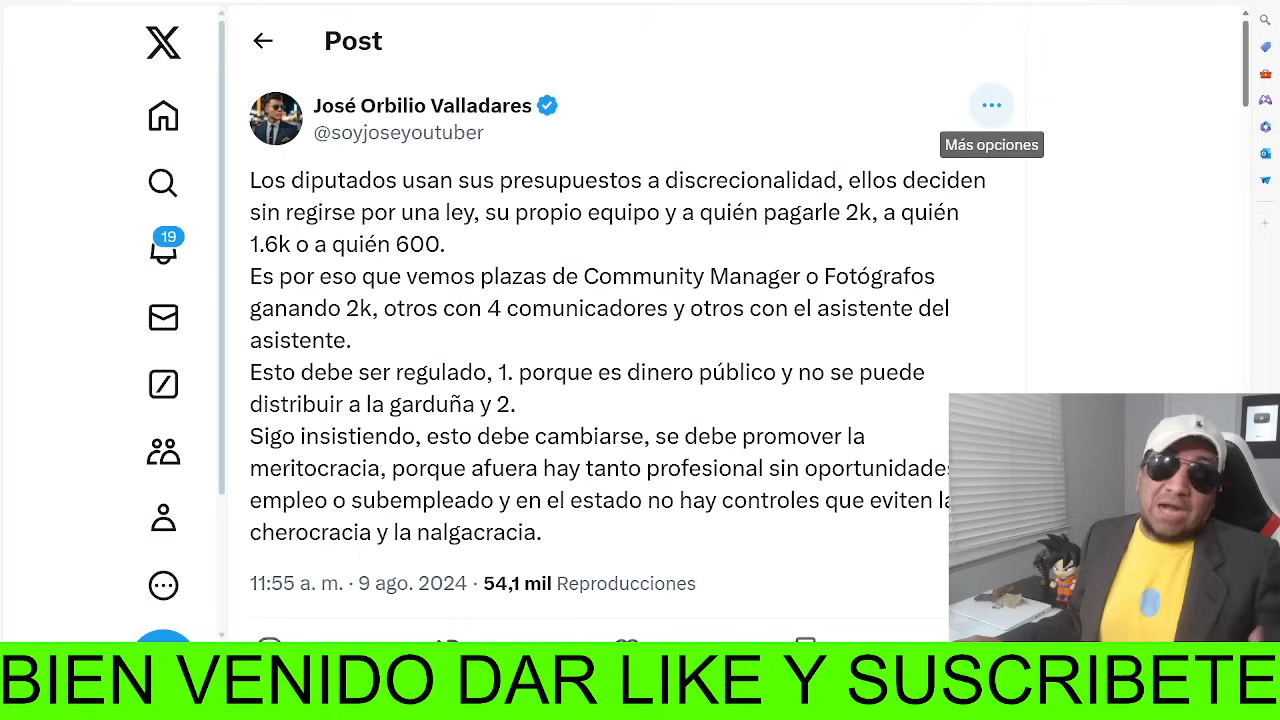 Post
José Orbilio Valladares
@soyjoseyoutuber
Más opciones
Los diputados usan sus presupuestos a discrecionalidad, ellos deciden
sin regirse por una ley, su propio equipo y a quién pagarle 2k, a quién
1.6k o a quién 600.
Es por eso que vemos plazas de Community Manager o Fotógrafos
ganando 2k, otros con 4 comunicadores y otros con el asistente del
asistente.
Esto debe ser regulado, 1. porque es dinero público y no se puede
distribuir a la garduña y 2.
Sigo insistiendo, esto debe cambiarse, se debe promover la
meritocracia, porque afuera hay tanto profesional sin oportunidades
empleo o subempleado y en el estado no hay controles que eviten la
cherocracia y la nalgacracia.
11:55 a. m. · 9 ago. 2024 · 54,1 mil Reproducciones
19
BIEN VENIDO DAR LIKE Y SUSCRIBETE